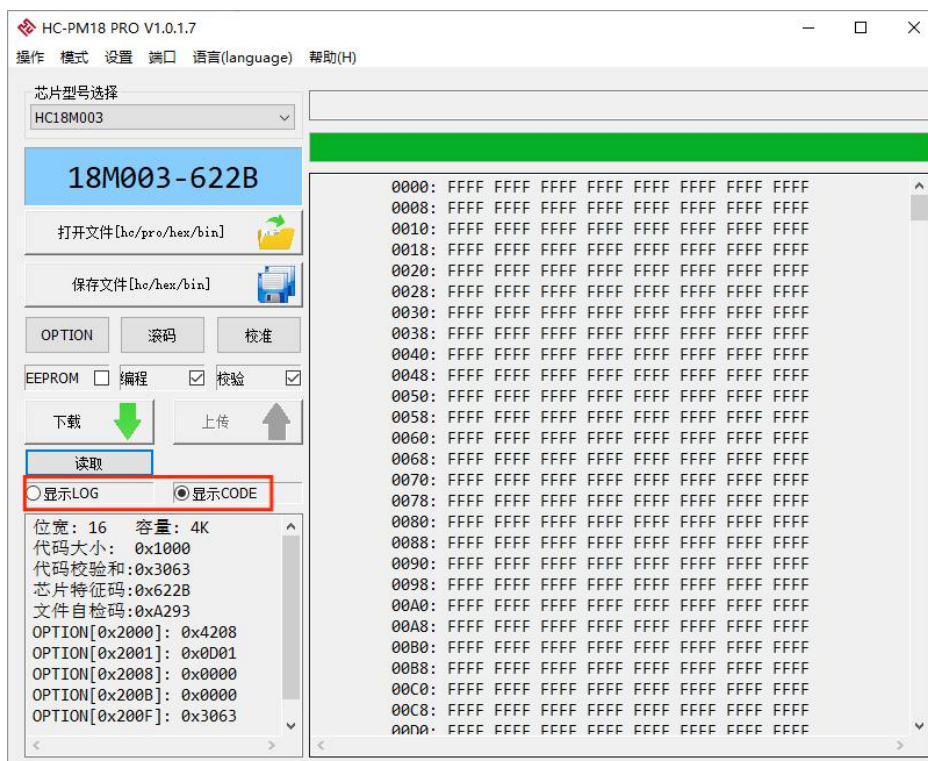 HC-PM18 PRO V1.0.1.7
操作 模式 设置 端口 语言(language) 帮助(H)
芯片型号选择
HC18M003
18M003-622B
打开文件[hc/pro/hex/bin]
保存文件[hc/hex/bin]
OPTION 滚码 校准
EEPROM 编程 校验
下载 上传
读取
显示LOG 显示CODE
位宽: 16 容量: 4K
代码大小: 0x1000
代码校验和:0x3063
芯片特征码:0x622B
文件自检码:0xA293
OPTION[0x2000]: 0x4208
OPTION[0x2001]: 0x0D01
OPTION[0x2008]: 0x0000
OPTION[0x200B]: 0x0000
OPTION[0x200F]: 0x3063
0000: FFFF FFFF FFFF FFFF FFFF FFFF FFFF FFFF
0008: FFFF FFFF FFFF FFFF FFFF FFFF FFFF FFFF
0010: FFFF FFFF FFFF FFFF FFFF FFFF FFFF FFFF
0018: FFFF FFFF FFFF FFFF FFFF FFFF FFFF FFFF
0020: FFFF FFFF FFFF FFFF FFFF FFFF FFFF FFFF
0028: FFFF FFFF FFFF FFFF FFFF FFFF FFFF FFFF
0030: FFFF FFFF FFFF FFFF FFFF FFFF FFFF FFFF
0038: FFFF FFFF FFFF FFFF FFFF FFFF FFFF FFFF
0040: FFFF FFFF FFFF FFFF FFFF FFFF FFFF FFFF
0048: FFFF FFFF FFFF FFFF FFFF FFFF FFFF FFFF
0050: FFFF FFFF FFFF FFFF FFFF FFFF FFFF FFFF
0058: FFFF FFFF FFFF FFFF FFFF FFFF FFFF FFFF
0060: FFFF FFFF FFFF FFFF FFFF FFFF FFFF FFFF
0068: FFFF FFFF FFFF FFFF FFFF FFFF FFFF FFFF
0070: FFFF FFFF FFFF FFFF FFFF FFFF FFFF FFFF
0078: FFFF FFFF FFFF FFFF FFFF FFFF FFFF FFFF
0080: FFFF FFFF FFFF FFFF FFFF FFFF FFFF FFFF
0088: FFFF FFFF FFFF FFFF FFFF FFFF FFFF FFFF
0090: FFFF FFFF FFFF FFFF FFFF FFFF FFFF FFFF
0098: FFFF FFFF FFFF FFFF FFFF FFFF FFFF FFFF
00A0: FFFF FFFF FFFF FFFF FFFF FFFF FFFF FFFF
00A8: FFFF FFFF FFFF FFFF FFFF FFFF FFFF FFFF
00B0: FFFF FFFF FFFF FFFF FFFF FFFF FFFF FFFF
00B8: FFFF FFFF FFFF FFFF FFFF FFFF FFFF FFFF
00C0: FFFF FFFF FFFF FFFF FFFF FFFF FFFF FFFF
00C8: FFFF FFFF FFFF FFFF FFFF FFFF FFFF FFFF
00D0: FFFF FFFF FFFF FFFF FFFF FFFF FFFF FFFF